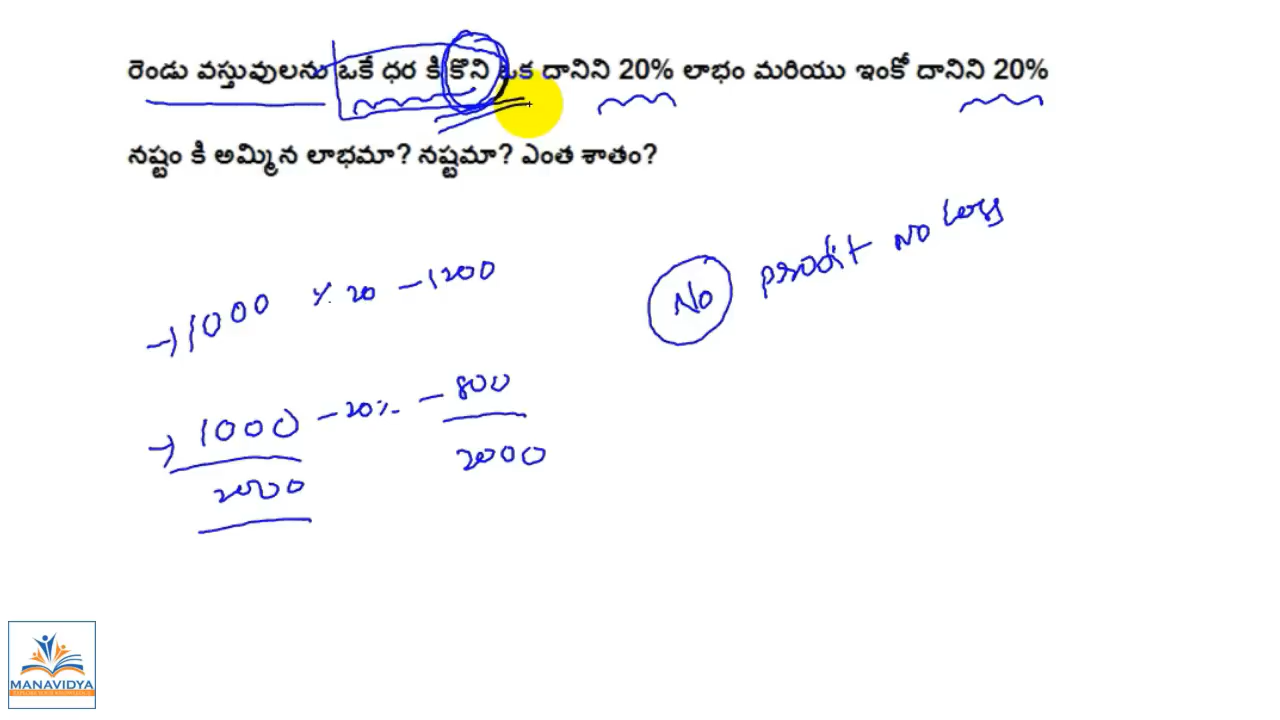 రెండు వస్తువులను ఒకే ధర కి కొని ఒక దానిని 20% లాభం మరియు ఇంకో దానిని 20%
నష్టం కి అమ్మిన లాభమా? నష్టమా? ఎంత శాతం?
No profit No Loss
→ 1000 % 20 - 1200
→ 1000 - 20% - 800
2000 2000
MANAVIDYA